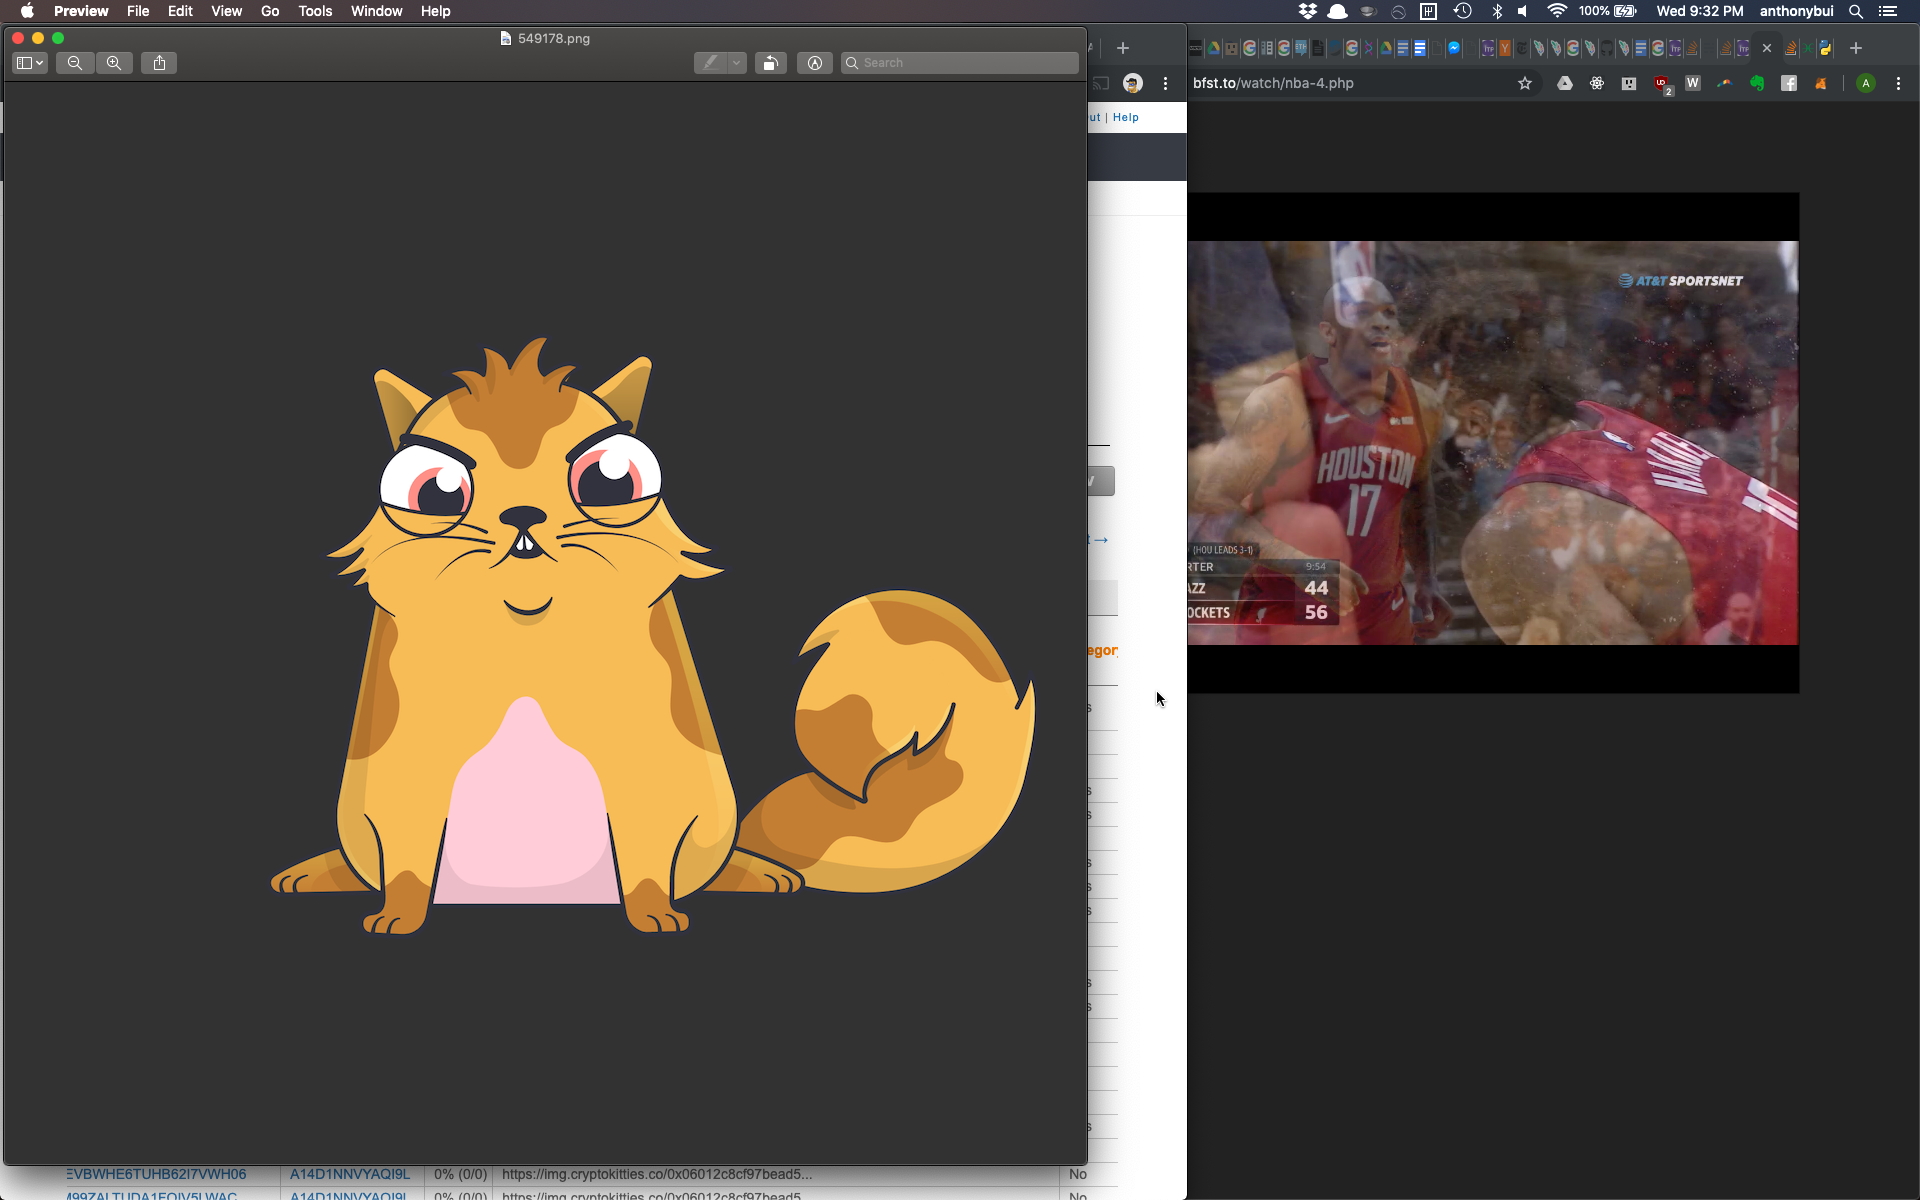 Preview File Edit View Go Tools Window Help
100% Wed 9:32 PM anthonybui
549178.png
Search
bfst.to/watch/nba-4.php
2
W
A
ut | Help
AT&T SPORTSNET
HOUSTON
17
(HOU LEADS 3-1)
RTER 9:54
AZZ 44
OCKETS 56
t →
egory
EVBWHE6TUHB62I7VWH06 A14D1NNVYAQI9L 0% (0/0) https://img.cryptokitties.co/0x06012c8cf97bead5... No
M99ZALTUDA1EOIV5LWAC A14D1NNVYAQI9L 0% (0/0) https://img.cryptokitties.co/0x06012c8cf97bead5 No